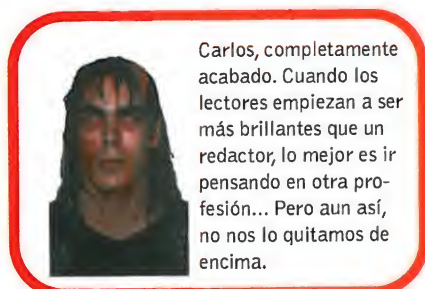 Carlos, completamente
acabado. Cuando los
lectores empiezan a ser
más brillantes que un
redactor, lo mejor es ir
pensando en otra pro-
fesión... Pero aun así,
no nos lo quitamos de
encima.